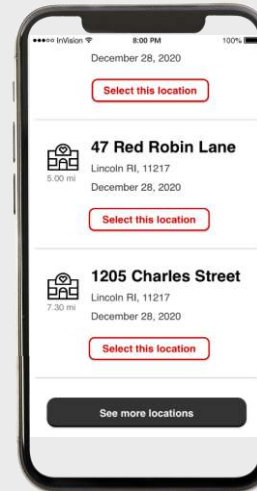 ●●●○○ InVision 8:00 PM 100%
December 28, 2020
Select this location
47 Red Robin Lane
5.00 mi
Lincoln RI, 11217
December 28, 2020
Select this location
1205 Charles Street
7.30 mi
Lincoln RI, 11217
December 28, 2020
Select this location
See more locations